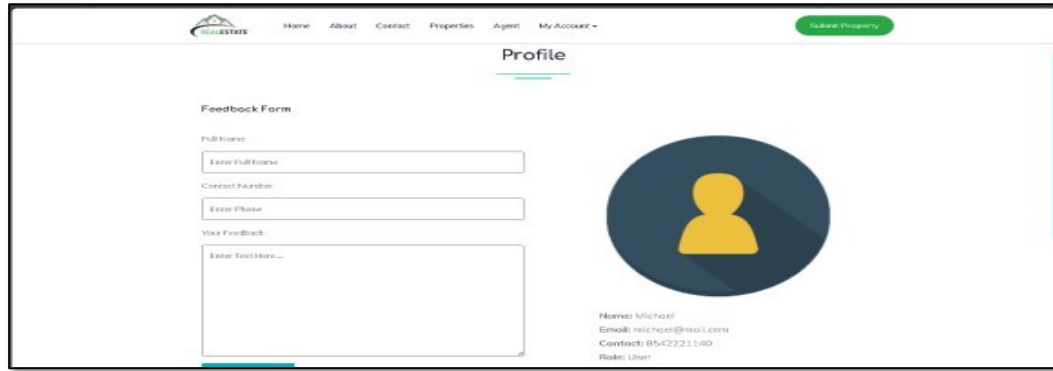 REALESTATE Home About Contact Properties Agent My Account Submit Property
Profile
Feedback Form
Full Name
Enter Full Name
Contact Number
Enter Phone
Your Feedback
Enter Text Here...
Name: Michael
Email: michael@mail.com
Contact: 8542221140
Role: User